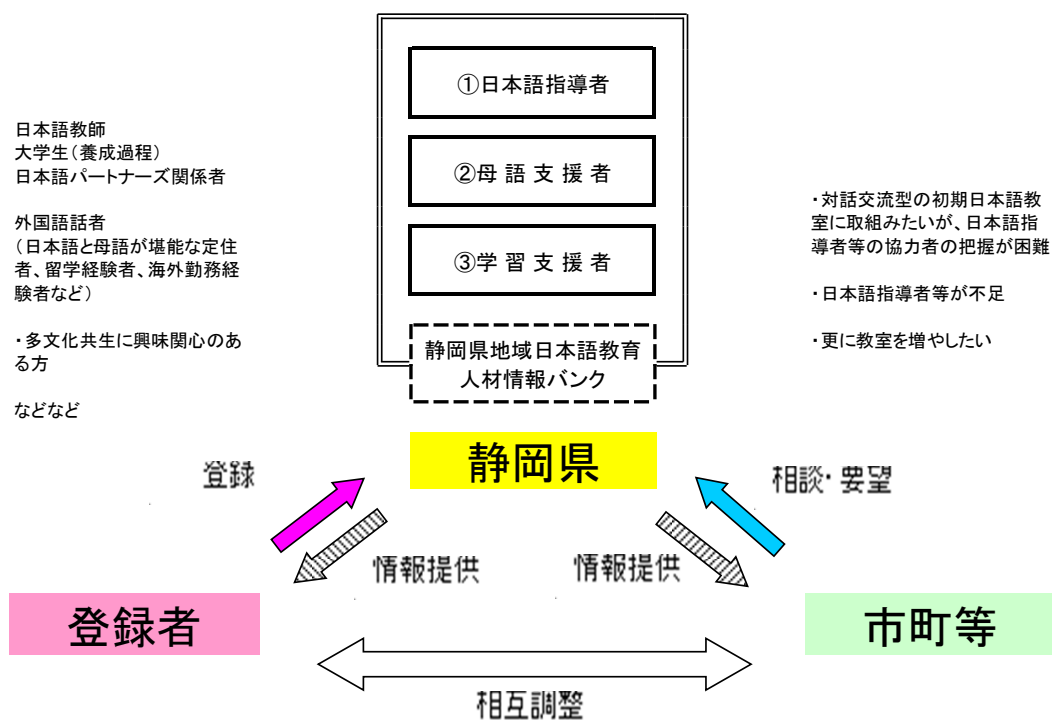 ①日本語指導者
②母語支援者
③学習支援者
静岡県地域日本語教育
人材情報バンク
日本語教師
大学生（養成過程）
日本語パートナーズ関係者
外国語話者
（日本語と母語が堪能な定住
者、留学経験者、海外勤務経
験者など）
・多文化共生に興味関心のあ
る方
などなど
・対話交流型の初期日本語教
室に取組みたいが、日本語指
導者等の協力者の把握が困難
・日本語指導者等が不足
・更に教室を増やしたい
静岡県
登録
相談・要望
情報提供
情報提供
登録者
市町等
相互調整